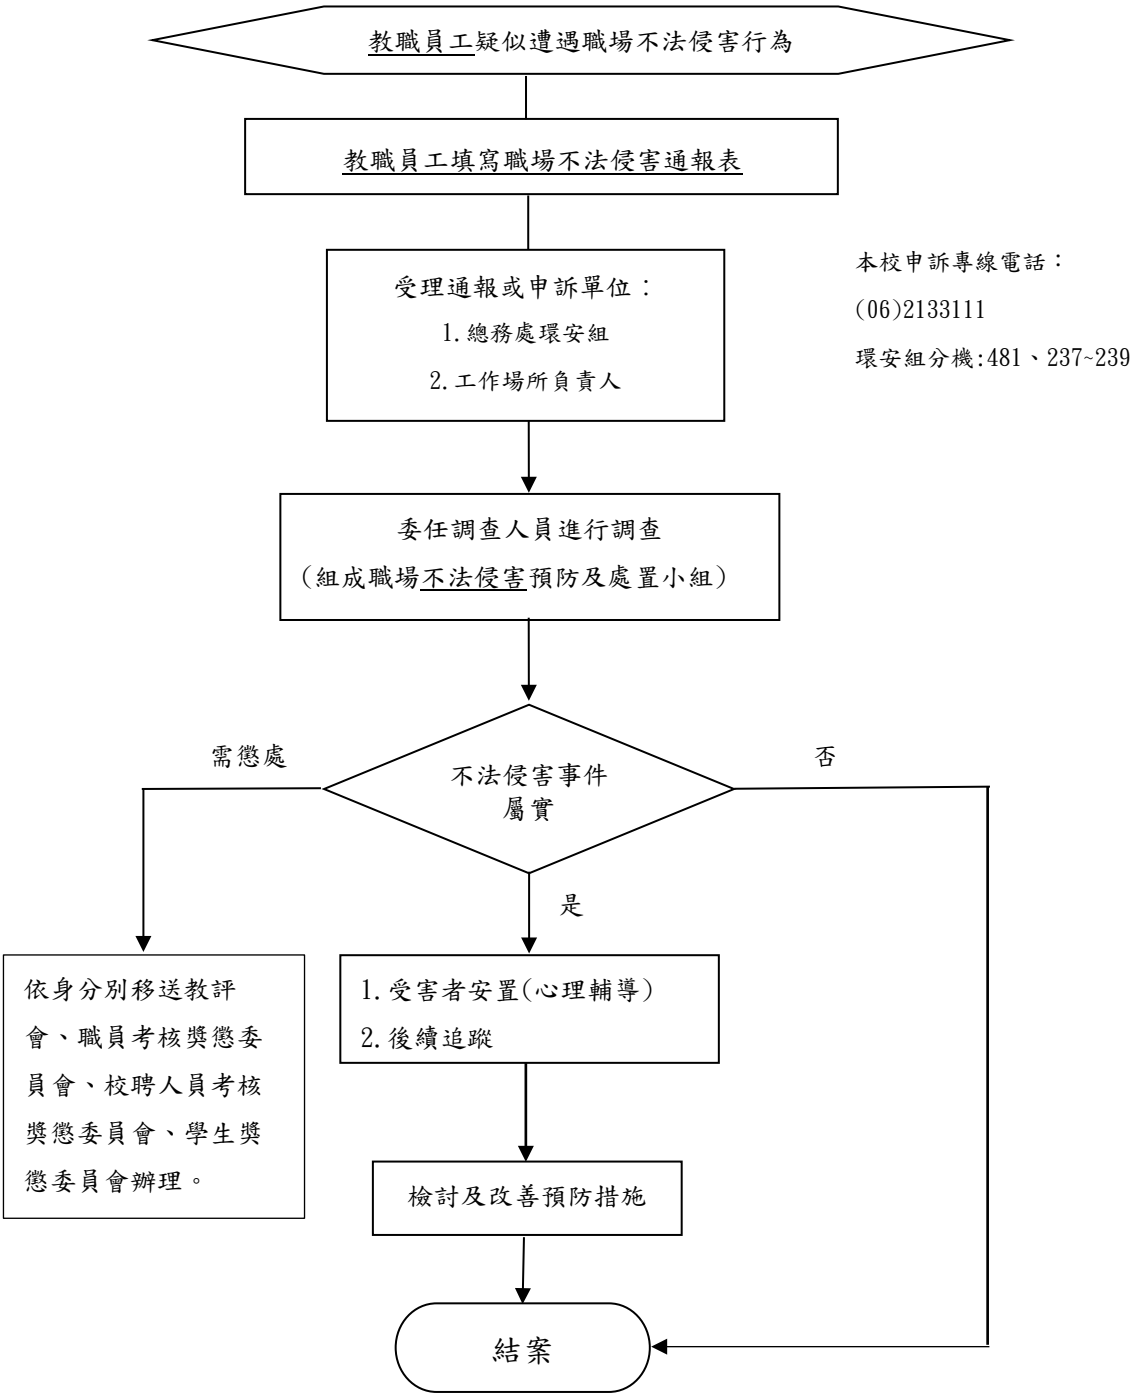 教職員工疑似遭遇職場不法侵害行為
教職員工填寫職場不法侵害通報表
受理通報或申訴單位：
1.總務處環安組
2.工作場所負責人
本校申訴專線電話：
(06)2133111
環安組分機:481、237~239
委任調查人員進行調查
(組成職場不法侵害預防及處置小組)
需懲處
不法侵害事件
屬實
否
是
依身分別移送教評
會、職員考核獎懲委
員會、校聘人員考核
獎懲委員會、學生獎
懲委員會辦理。
1.受害者安置(心理輔導)
2.後續追蹤
檢討及改善預防措施
結案